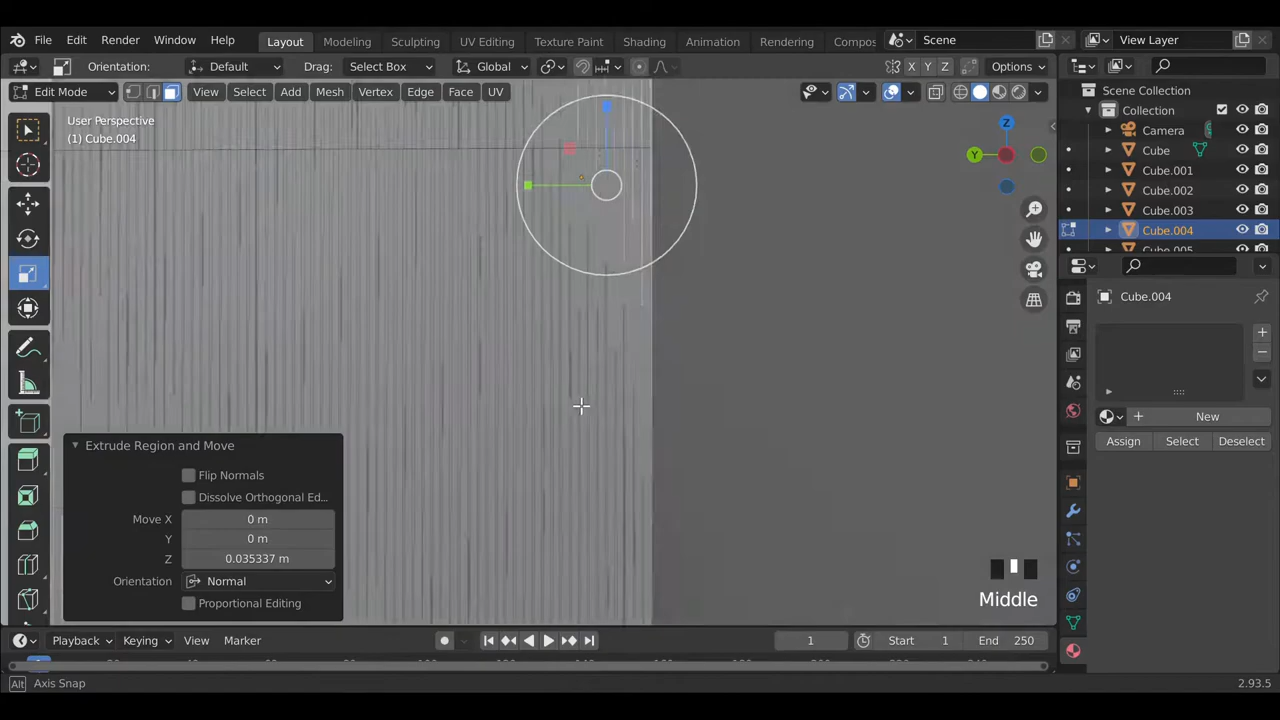 File Edit Render Window Help Layout Modeling Sculpting UV Editing Texture Paint Shading Animation Rendering Compos Scene View Layer
Orientation: Default Drag: Select Box Global X Y Z Options
Edit Mode View Select Add Mesh Vertex Edge Face UV
Scene Collection
Collection
Camera
Cube
Cube.001
Cube.002
Cube.003
Cube.004
Cube.005
User Perspective
(1) Cube.004
Z
Y
Cube.004
New
Assign Select Deselect
Extrude Region and Move
Flip Normals
Dissolve Orthogonal Ed...
Move X 0 m
Y 0 m
Z 0.035337 m
Orientation Normal
Proportional Editing
Middle
Playback Keying View Marker 1 Start 1 End 250
Alt Axis Snap 2.93.5